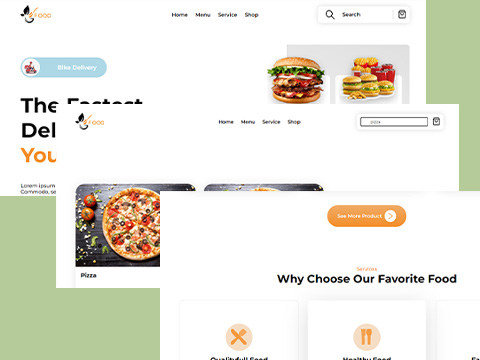 FOOD
Home Menu Service Shop
Search
Bike Delivery
The Fastest
Del
You
Lorem ipsum
Commodo, se
FOOD
Home Menu Service Shop
pizza
Pizza
See More Product
Services
Why Choose Our Favorite Food
Qualityfull Food
Healthy Food
Fa